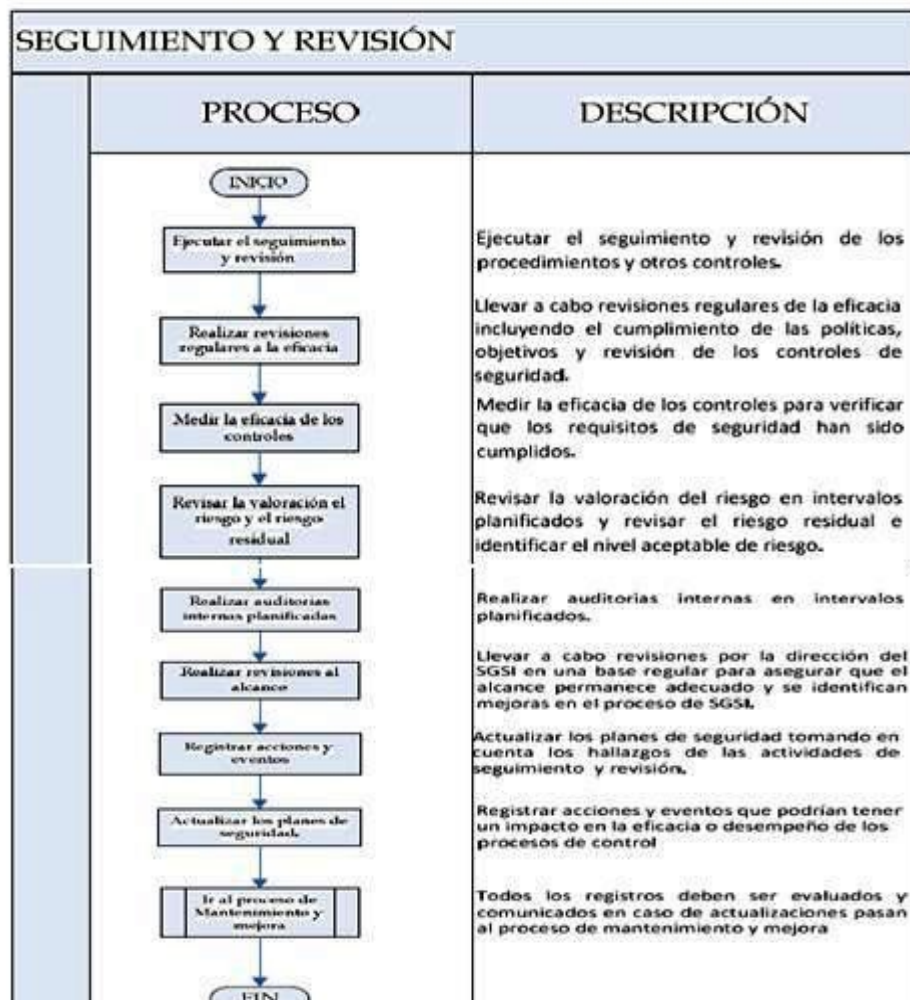 SEGUIMIENTO Y REVISIÓN
PROCESO
DESCRIPCIÓN
INICIO
Ejecutar el seguimiento
y revisión
Ejecutar el seguimiento y revisión de los
procedimientos y otros controles.
Realizar revisiones
regulares a la eficacia
Llevar a cabo revisiones regulares de la eficacia
incluyendo el cumplimiento de las políticas,
objetivos y revisión de los controles de
seguridad.
Medir la eficacia de los
controles
Medir la eficacia de los controles para verificar
que los requisitos de seguridad han sido
cumplidos.
Revisar la valoración el
riesgo y el riesgo
residual
Revisar la valoración del riesgo en intervalos
planificados y revisar el riesgo residual e
identificar el nivel aceptable de riesgo.
Realizar auditorias
internas planificadas
Realizar auditorias internas en intervalos
planificados.
Realizar revisiones al
alcance
Llevar a cabo revisiones por la dirección del
SGSI en una base regular para asegurar que el
alcance permanece adecuado y se identifican
mejoras en el proceso de SGSI.
Registrar acciones y
eventos
Actualizar los planes de seguridad tomando en
cuenta los hallazgos de las actividades de
seguimiento y revisión.
Actualizar los planes de
seguridad.
Registrar acciones y eventos que podrían tener
un impacto en la eficacia o desempeño de los
procesos de control
Ir al proceso de
Mantenimiento y
mejora
Todos los registros deben ser evaluados y
comunicados en caso de actualizaciones pasan
al proceso de mantenimiento y mejora
FIN